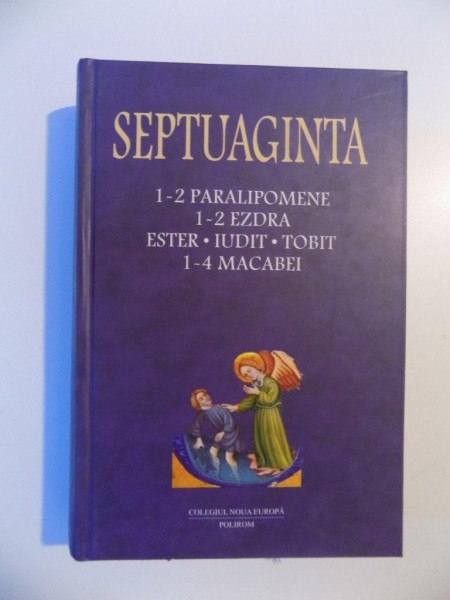 SEPTUAGINTA
1-2 PARALIPOMENE
1-2 EZDRA
ESTER • IUDIT • TOBIT
1-4 MACABEI
COLEGIUL NOUA EUROPĂ
POLIROM